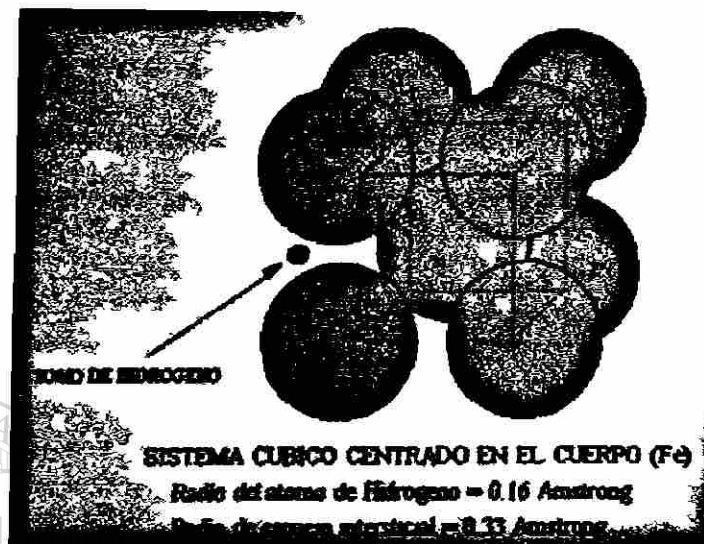 DE HIDROGENO
SISTEMA CUBICO CENTRADO EN EL CUERPO (Fe)
Radio del atomo de Hidrogeno = 0.16 Amstrong
Radio de intersticial = 0.33 Amstrong